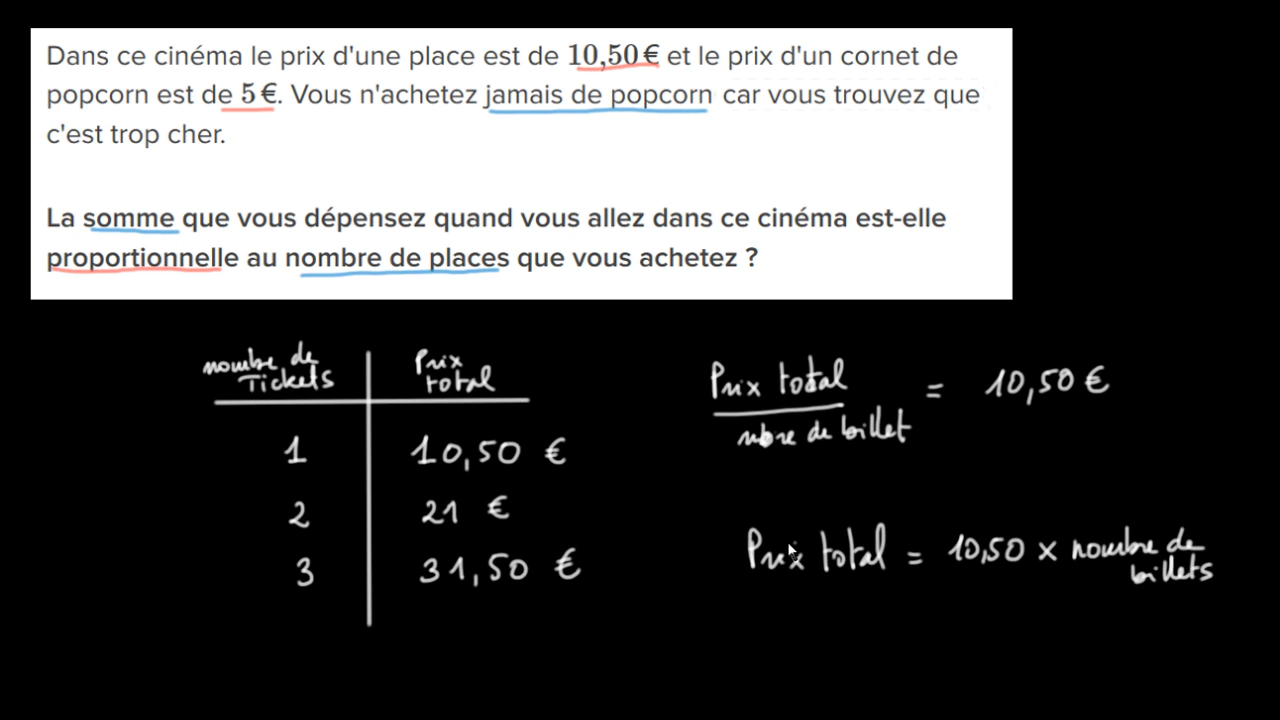 Dans ce cinéma le prix d'une place est de 10,50 € et le prix d'un cornet de
popcorn est de 5 €. Vous n'achetez jamais de popcorn car vous trouvez que
c'est trop cher.
La somme que vous dépensez quand vous allez dans ce cinéma est-elle
proportionnelle au nombre de places que vous achetez ?
nombre de
Tickets
Prix
total
1
10,50 €
2
21 €
3
31,50 €
Prix total
nbre de billet
= 10,50 €
Prix total = 10,50 × nombre de
billets